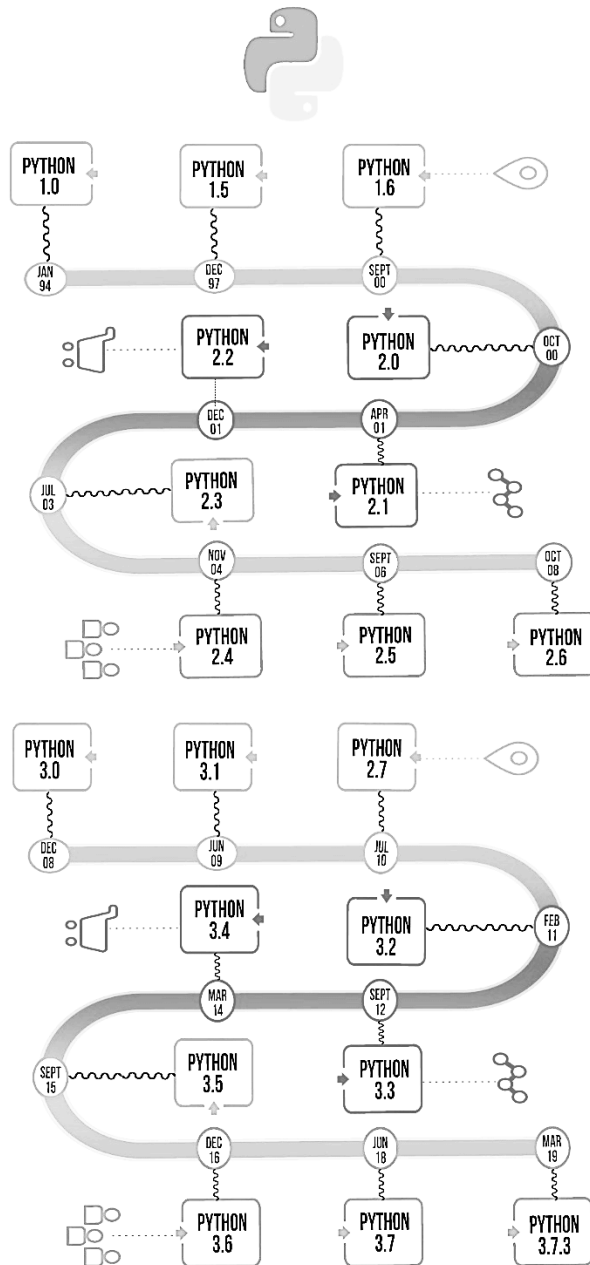 PYTHON
1.0
PYTHON
1.5
PYTHON
1.6
JAN
94
DEC
97
SEPT
00
PYTHON
2.2
PYTHON
2.0
OCT
00
DEC
01
APR
01
JUL
03
PYTHON
2.3
PYTHON
2.1
NOV
04
SEPT
06
OCT
08
PYTHON
2.4
PYTHON
2.5
PYTHON
2.6
PYTHON
3.0
PYTHON
3.1
PYTHON
2.7
DEC
08
JUN
09
JUL
10
PYTHON
3.4
PYTHON
3.2
FEB
11
MAR
14
SEPT
12
SEPT
15
PYTHON
3.5
PYTHON
3.3
DEC
16
JUN
18
MAR
19
PYTHON
3.6
PYTHON
3.7
PYTHON
3.7.3